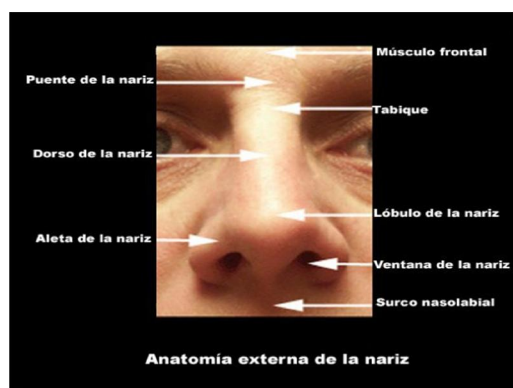 Músculo frontal
Puente de la nariz
Tabique
Dorso de la nariz
Lóbulo de la nariz
Aleta de la nariz
Ventana de la nariz
Surco nasolabial
Anatomía externa de la nariz